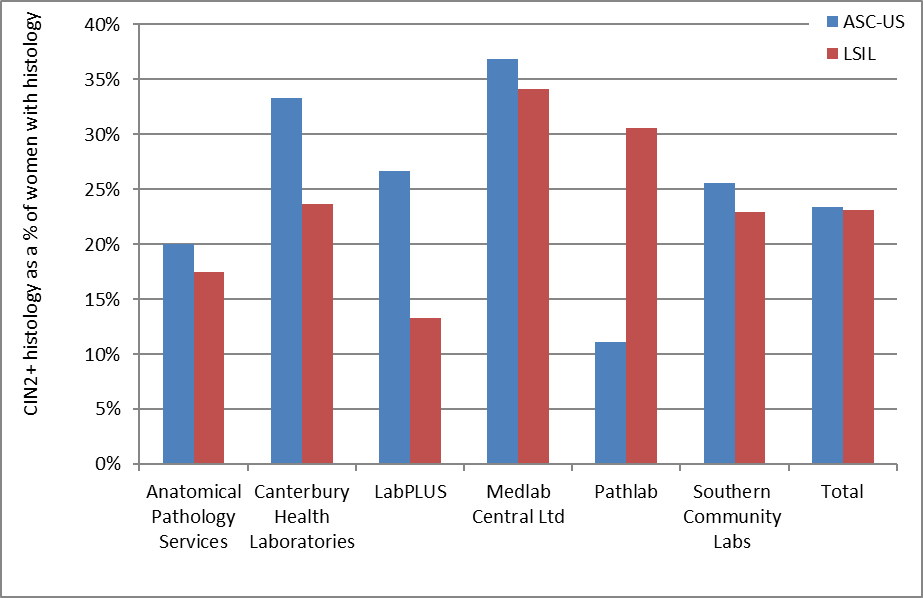 CIN2+ histology as a % of women with histology
40%
35%
30%
25%
20%
15%
10%
5%
0%
ASC-US
LSIL
Anatomical
Pathology
Services
Canterbury
Health
Laboratories
LabPLUS
Medlab
Central Ltd
Pathlab
Southern
Community
Labs
Total